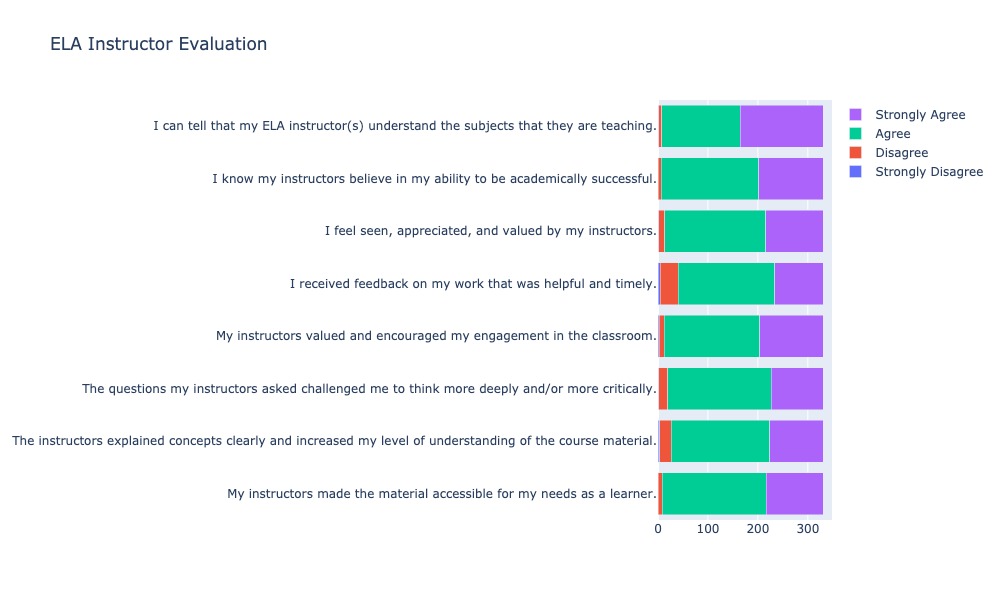 ELA Instructor Evaluation
I can tell that my ELA instructor(s) understand the subjects that they are teaching.
I know my instructors believe in my ability to be academically successful.
I feel seen, appreciated, and valued by my instructors.
I received feedback on my work that was helpful and timely.
My instructors valued and encouraged my engagement in the classroom.
The questions my instructors asked challenged me to think more deeply and/or more critically.
The instructors explained concepts clearly and increased my level of understanding of the course material.
My instructors made the material accessible for my needs as a learner.
0 100 200 300
Strongly Agree
Agree
Disagree
Strongly Disagree